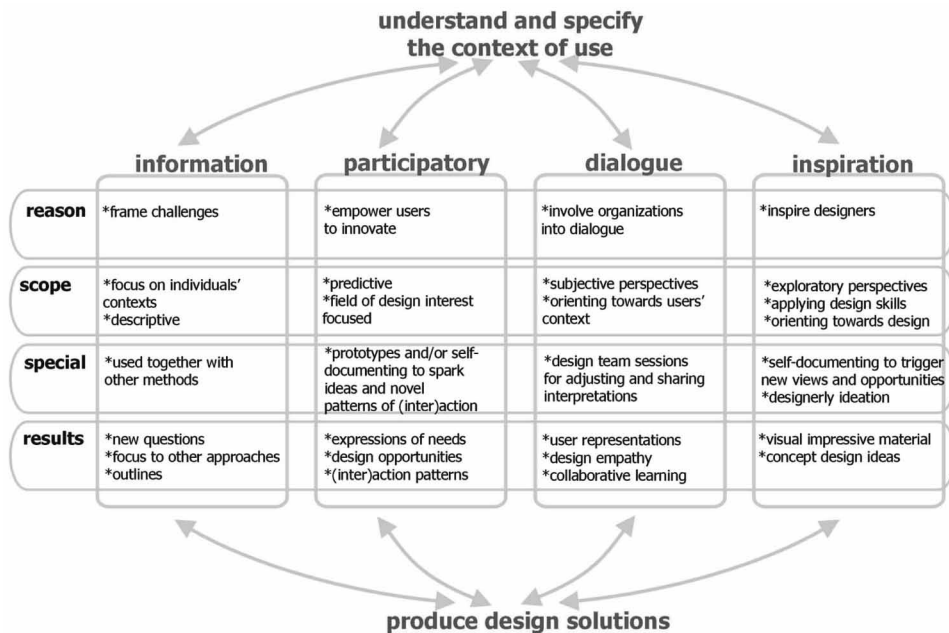 understand and specify
the context of use
information
participatory
dialogue
inspiration
reason
*frame challenges
*empower users
to innovate
*involve organizations
into dialogue
*inspire designers
scope
*focus on individuals'
contexts
*descriptive
*predictive
*field of design interest
focused
*subjective perspectives
*orienting towards users'
context
*exploratory perspectives
*applying design skills
*orienting towards design
special
*used together with
other methods
*prototypes and/or self-
documenting to spark
ideas and novel
patterns of (inter)action
*design team sessions
for adjusting and sharing
interpretations
*self-documenting to trigger
new views and opportunities
*designerly ideation
results
*new questions
*focus to other approaches
*outlines
*expressions of needs
*design opportunities
*(inter)action patterns
*user representations
*design empathy
*collaborative learning
*visual impressive material
*concept design ideas
produce design solutions